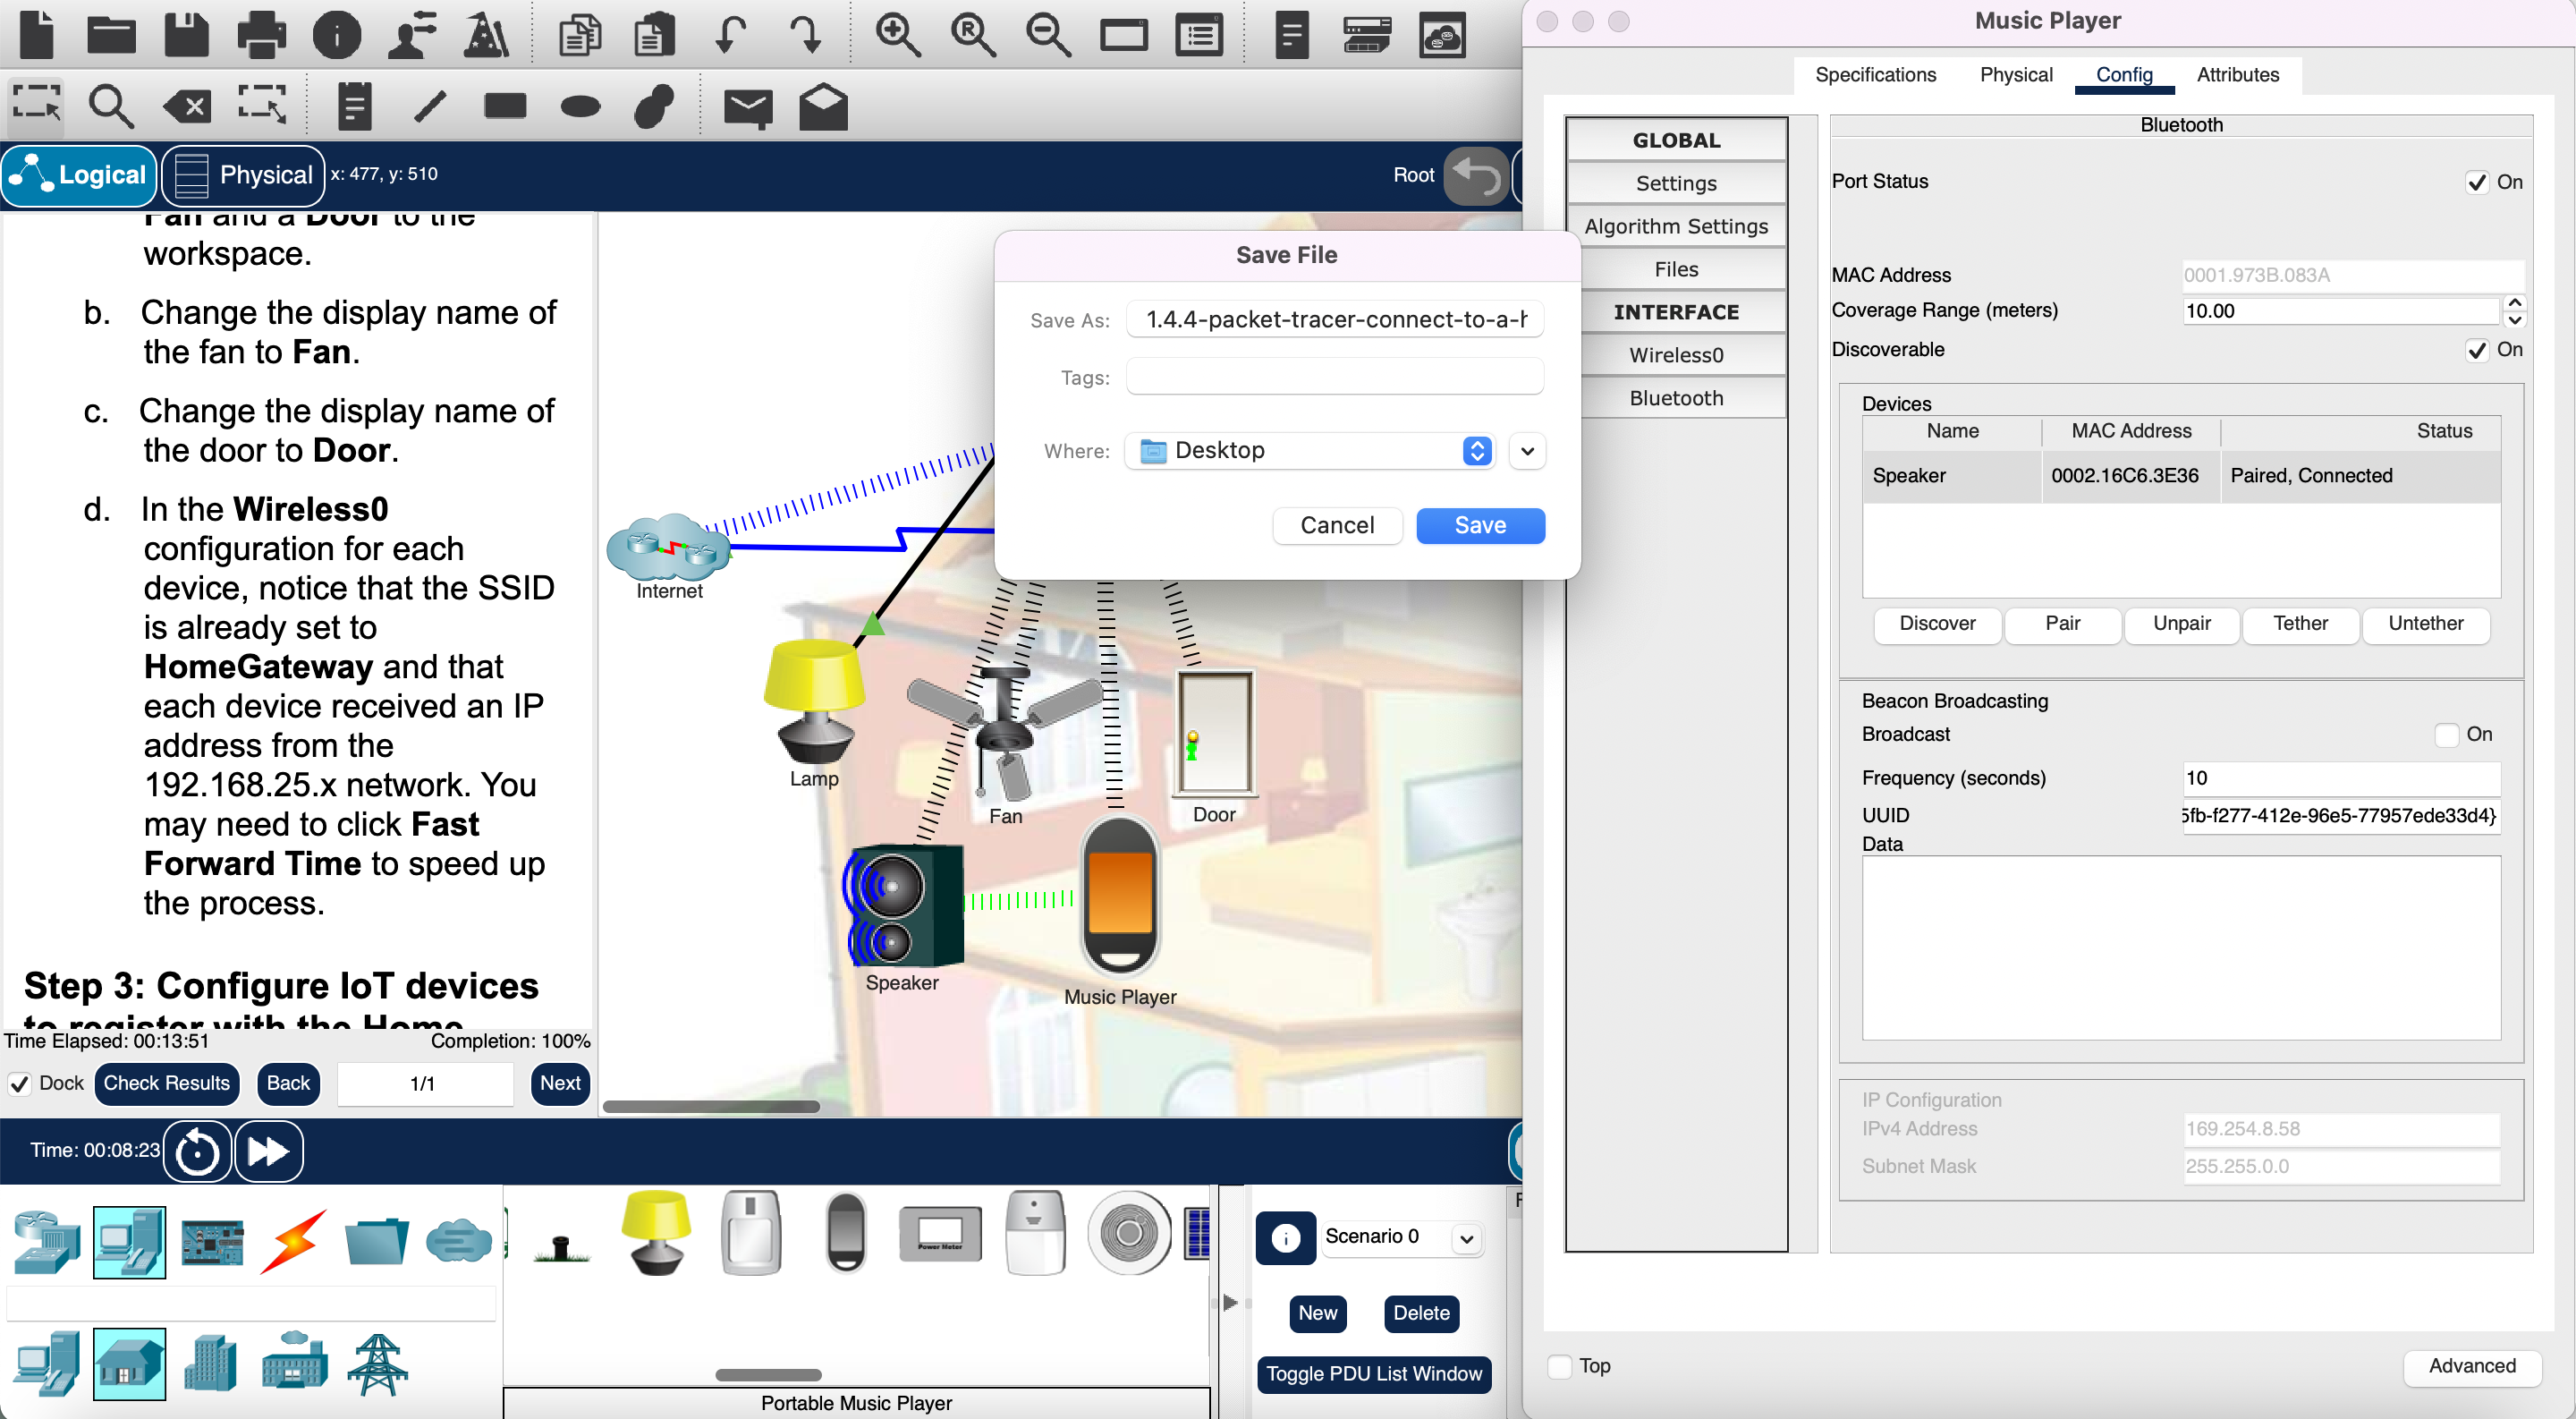 Music Player
Specifications
Physical
Config
Attributes
Logical
Physical
x: 477, y: 510
Root
Fan and a Door to the
workspace.
b. Change the display name of
the fan to Fan.
c. Change the display name of
the door to Door.
d. In the Wireless0
configuration for each
device, notice that the SSID
is already set to
HomeGateway and that
each device received an IP
address from the
192.168.25.x network. You
may need to click Fast
Forward Time to speed up
the process.
Step 3: Configure IoT devices
to register with the Home
Time Elapsed: 00:13:51
Completion: 100%
Dock
Check Results
Back
1/1
Next
Time: 00:08:23
Internet
Lamp
Fan
Door
Speaker
Music Player
Save File
Save As: 1.4.4-packet-tracer-connect-to-a-h
Tags:
Where: Desktop
Cancel
Save
GLOBAL
Settings
Algorithm Settings
Files
INTERFACE
Wireless0
Bluetooth
Bluetooth
Port Status
On
MAC Address 0001.973B.083A
Coverage Range (meters) 10.00
Discoverable
On
Devices
Name MAC Address Status
Speaker 0002.16C6.3E36 Paired, Connected
Discover
Pair
Unpair
Tether
Untether
Beacon Broadcasting
Broadcast
On
Frequency (seconds) 10
UUID 5fb-f277-412e-96e5-77957ede33d4}
Data
IP Configuration
IPv4 Address 169.254.8.58
Subnet Mask 255.255.0.0
Top
Advanced
Power Meter
Portable Music Player
Scenario 0
New
Delete
Toggle PDU List Window